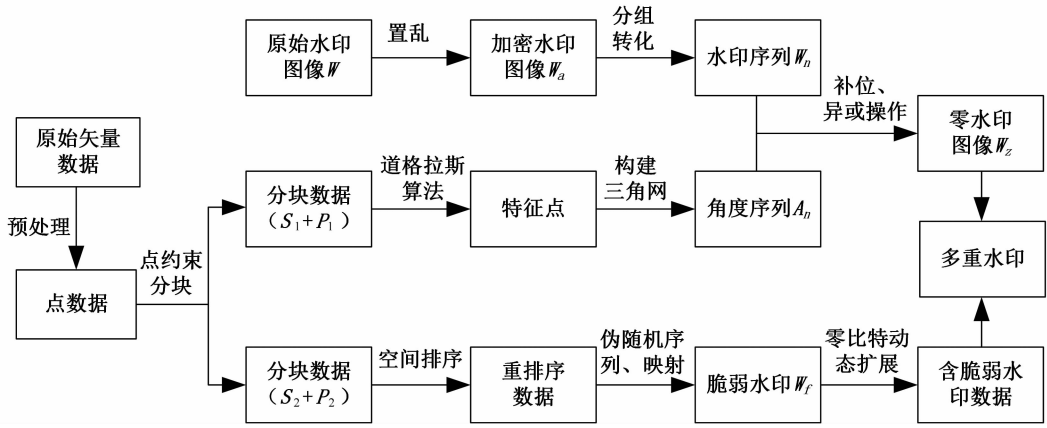 原始水印
图像W
置乱
加密水印
图像Wa
分组
转化
水印序列Wn
补位、
异或操作
零水印
图像WZ
原始矢量
数据
预处理
点数据
点约束
分块
分块数据
（S1+P1）
道格拉斯
算法
特征点
构建
三角网
角度序列An
多重水印
分块数据
（S2+P2）
空间排序
重排序
数据
伪随机序
列、映射
脆弱水印Wf
零比特动
态扩展
含脆弱水
印数据